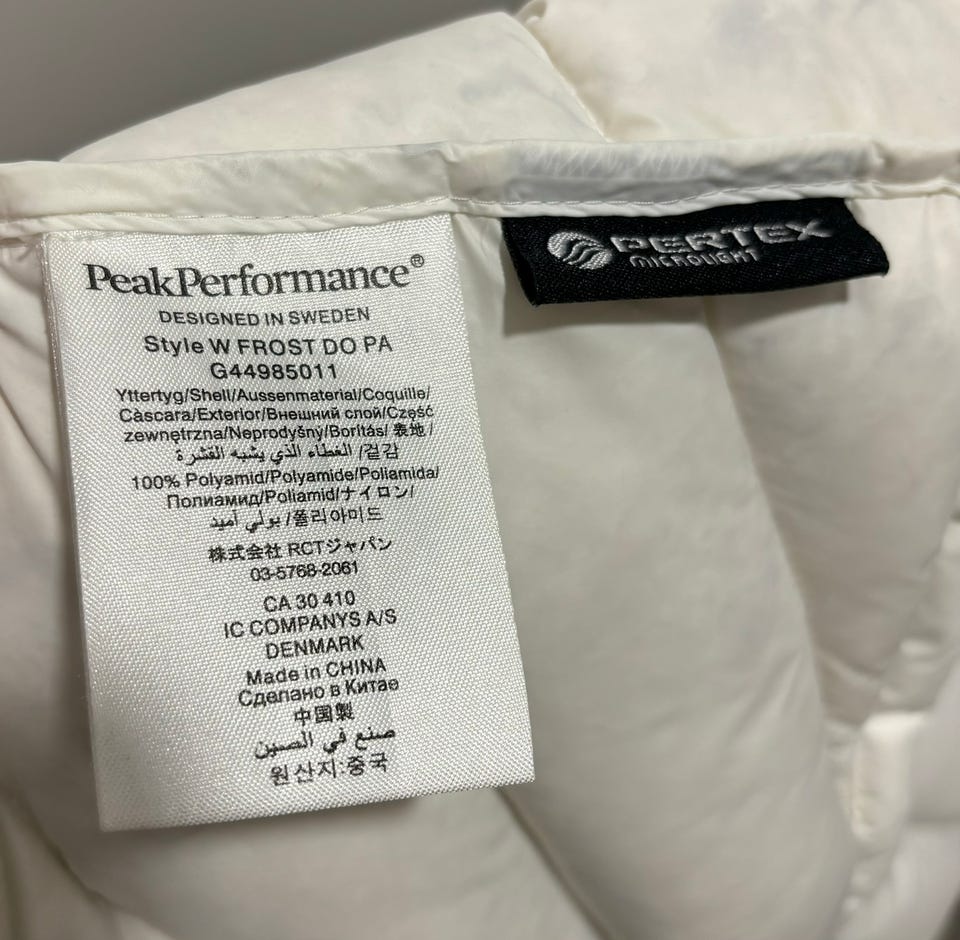 PeakPerformance®
DESIGNED IN SWEDEN
Style W FROST DO PA
G44985011
Yttertyg/Shell/Aussenmaterial/Coquille/
Càscara/Exterior/Внешний слой/Część
zewnętrzna/Neprodyšný/Borítás/ 表地 /
الغطاء الذي يشبه القشرة /겉감
100% Polyamid/Polyamide/Poliamida/
Полиамид/Poliamid/ナイロン/
بولي أميد /폴리아미드
株式会社 RCTジャパン
03-5768-2061
CA 30 410
IC COMPANYS A/S
DENMARK
Made in CHINA
Сделано в Китае
中国製
صنع في الصين
원산지:중국
PERTEX
MICROLIGHT